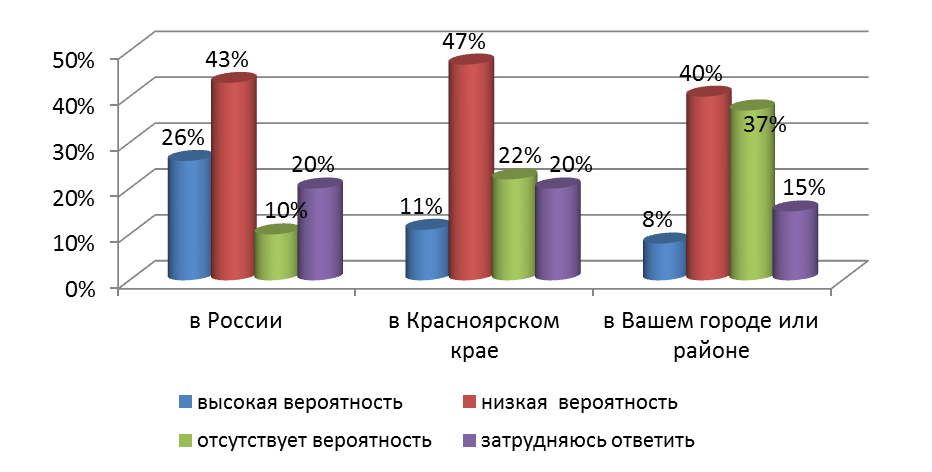 50%
40%
30%
20%
10%
0%
26%
43%
10%
20%
11%
47%
22%
20%
8%
40%
37%
15%
в России
в Красноярском
крае
в Вашем городе или
районе
высокая вероятность
низкая вероятность
отсутствует вероятность
затрудняюсь ответить